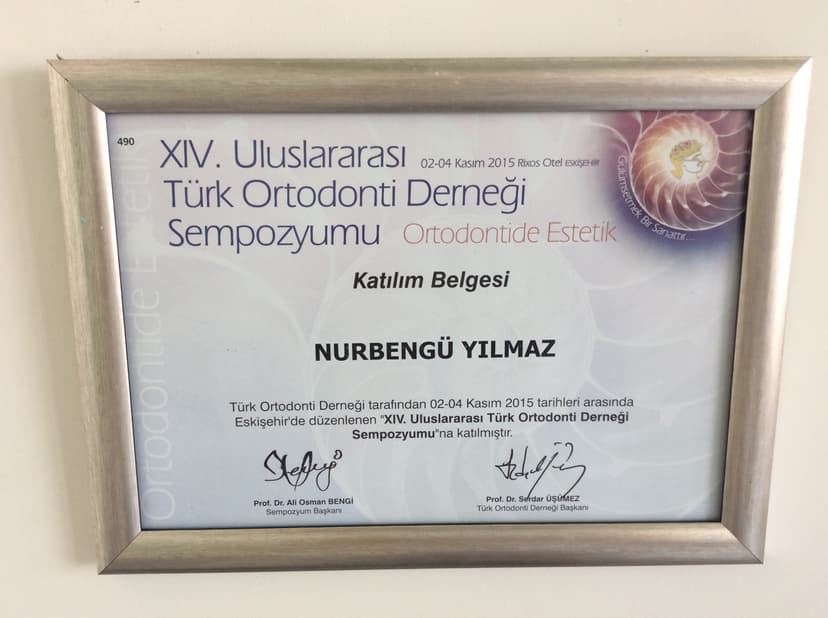 490
XIV. Uluslararası 02-04 Kasım 2015 Rixos Otel ESKİŞEHİR
Türk Ortodonti Derneği
Sempozyumu Ortodontide Estetik
Gülümsetmek Bir Sanattır...
Katılım Belgesi
NURBENGÜ YILMAZ
Türk Ortodonti Derneği tarafından 02-04 Kasım 2015 tarihleri arasında
Eskişehir'de düzenlenen "XIV. Uluslararası Türk Ortodonti Derneği
Sempozyumu"na katılmıştır.
Prof. Dr. Ali Osman BENGİ
Sempozyum Başkanı
Prof. Dr. Serdar ÜŞÜMEZ
Türk Ortodonti Derneği Başkanı
Ortodontide Estetik